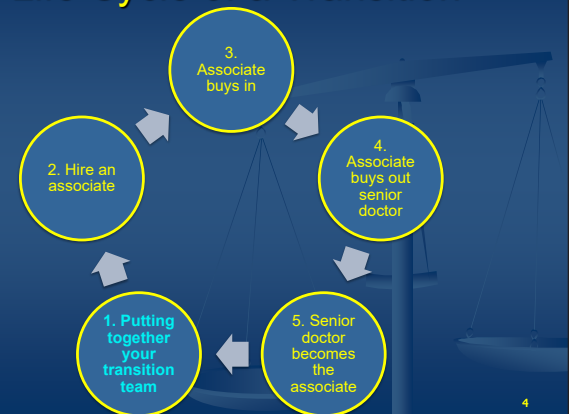 1. Putting
together
your
transition
team
2. Hire an
associate
3.
Associate
buys in
4.
Associate
buys out
senior
doctor
5. Senior
doctor
becomes
the
associate
4